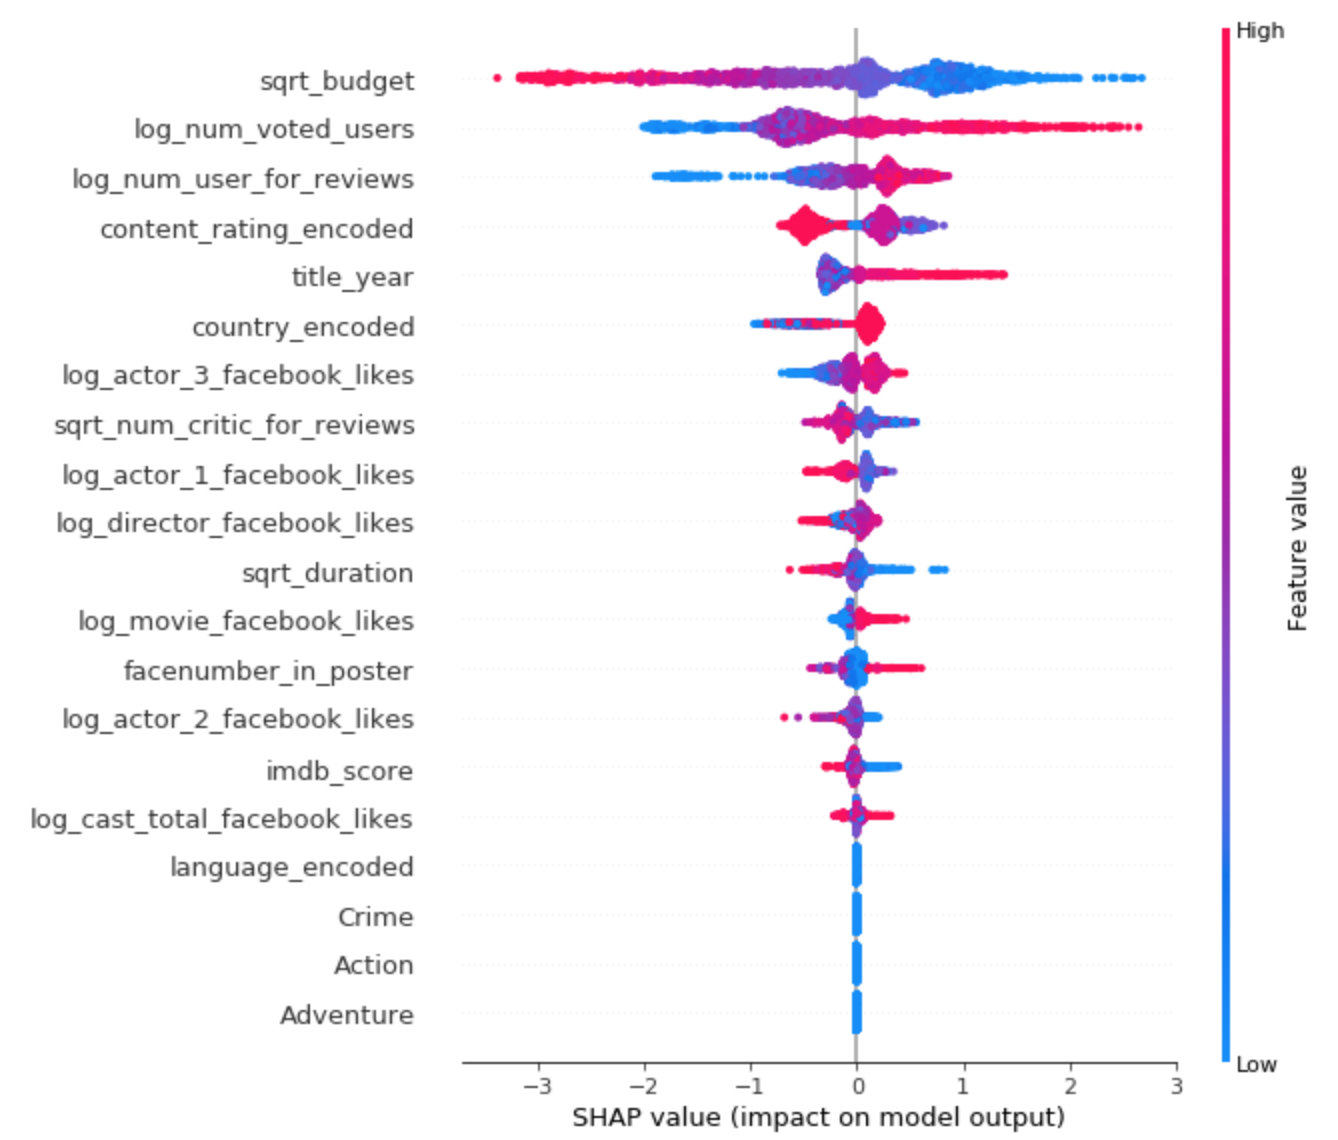 High
sqrt_budget
log_num_voted_users
log_num_user_for_reviews
content_rating_encoded
title_year
country_encoded
log_actor_3_facebook_likes
sqrt_num_critic_for_reviews
log_actor_1_facebook_likes
log_director_facebook_likes
sqrt_duration
log_movie_facebook_likes
facenumber_in_poster
log_actor_2_facebook_likes
imdb_score
log_cast_total_facebook_likes
language_encoded
Crime
Action
Adventure
Feature value
Low
−3 −2 −1 0 1 2 3
SHAP value (impact on model output)